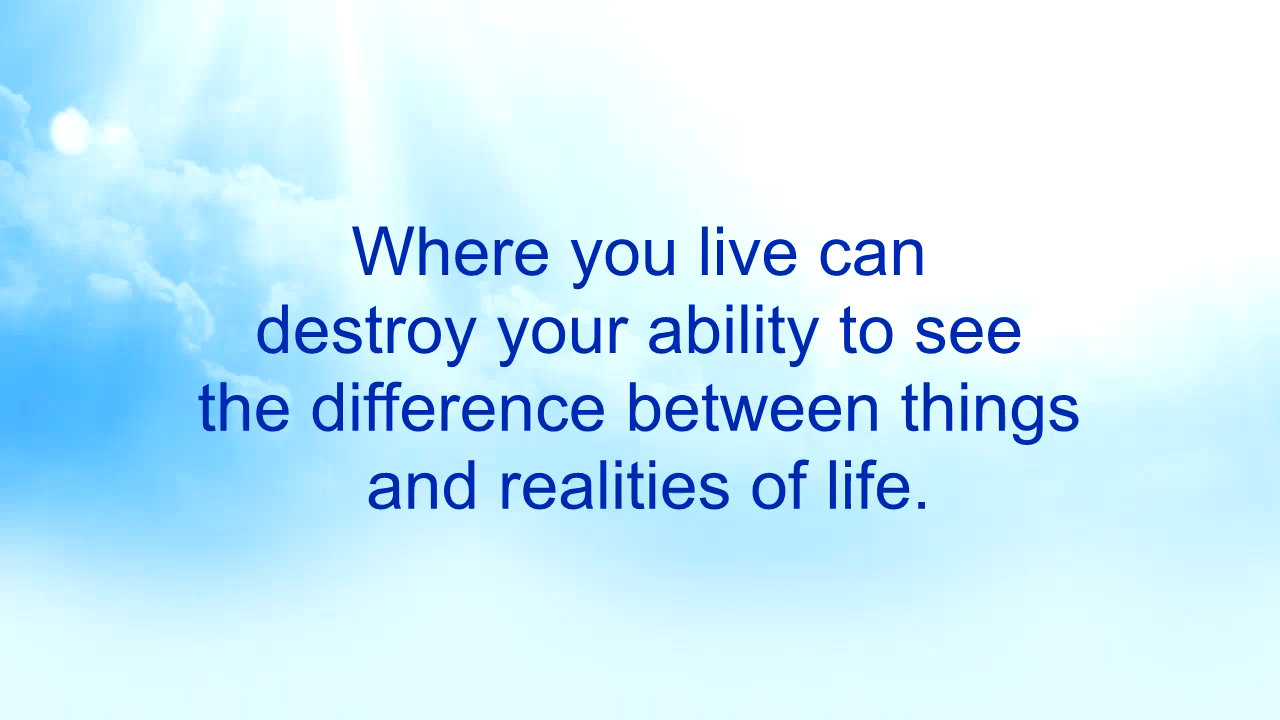 Where you live can
destroy your ability to see
the difference between things
and realities of life.